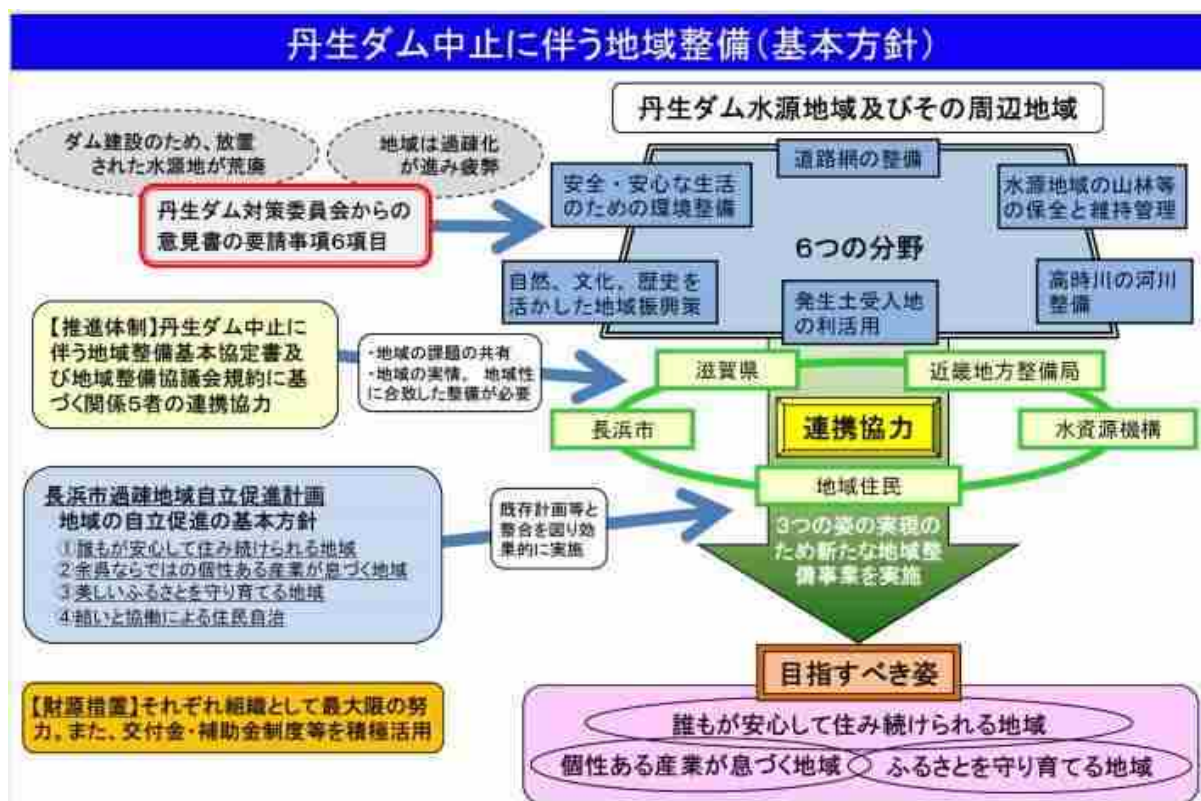 丹生ダム中止に伴う地域整備(基本方針)
ダム建設のため、放置
された水源地が荒廃
地域は過疎化
が進み疲弊
丹生ダム対策委員会からの
意見書の要請事項6項目
丹生ダム水源地域及びその周辺地域
道路網の整備
安全・安心な生活
のための環境整備
水源地域の山林等
の保全と維持管理
6つの分野
自然、文化、歴史を
活かした地域振興策
発生土受入地
の利活用
高時川の河川
整備
【推進体制】丹生ダム中止に
伴う地域整備基本協定書及
び地域整備協議会規約に基
づく関係5者の連携協力
・地域の課題の共有
・地域の実情、地域性
に合致した整備が必要
滋賀県
近畿地方整備局
長浜市
連携協力
水資源機構
地域住民
長浜市過疎地域自立促進計画
地域の自立促進の基本方針
①誰もが安心して住み続けられる地域
2余呉ならではの個性ある産業が息づく地域
3美しいふるさとを守り育てる地域
4結いと協働による住民自治
既存計画等と
整合を図り効
果的に実施
3つの姿の実現の
ため新たな地域整
備事業を実施
【財源措置】それぞれ組織として最大限の努
力。また、交付金・補助金制度等を積極活用
目指すべき姿
誰もが安心して住み続けられる地域
個性ある産業が息づく地域
ふるさとを守り育てる地域